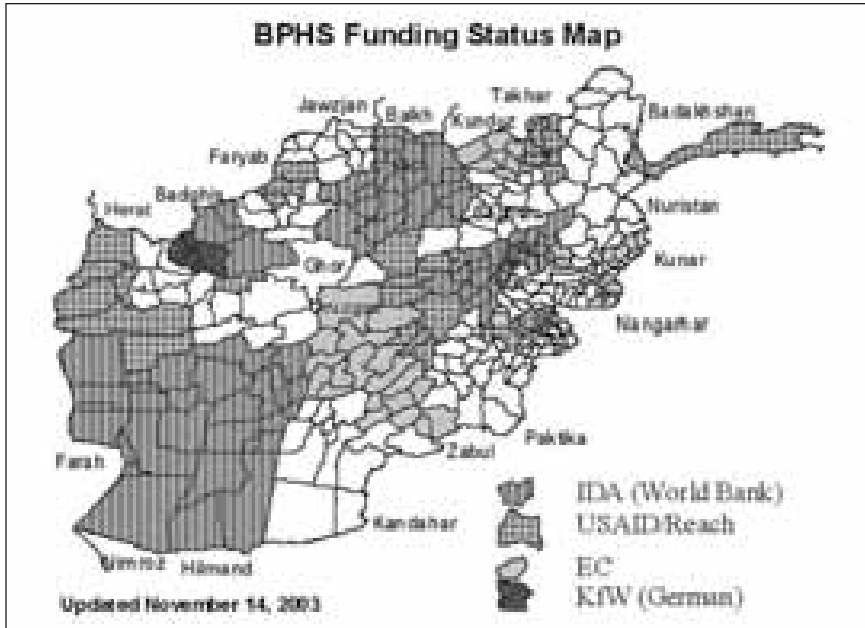 BPHS Funding Status Map
Takhar
Jawzjan
Balkh
Kunduz
Badakhshan
Faryab
Badghis
Herat
Nuristan
Ghor
Kunar
Nangarhar
Paktika
Zabul
Farah
Kandahar
Nimroz
Hilmand
IDA (World Bank)
USAID/Reach
EC
KfW (German)
Updated November 14, 2003